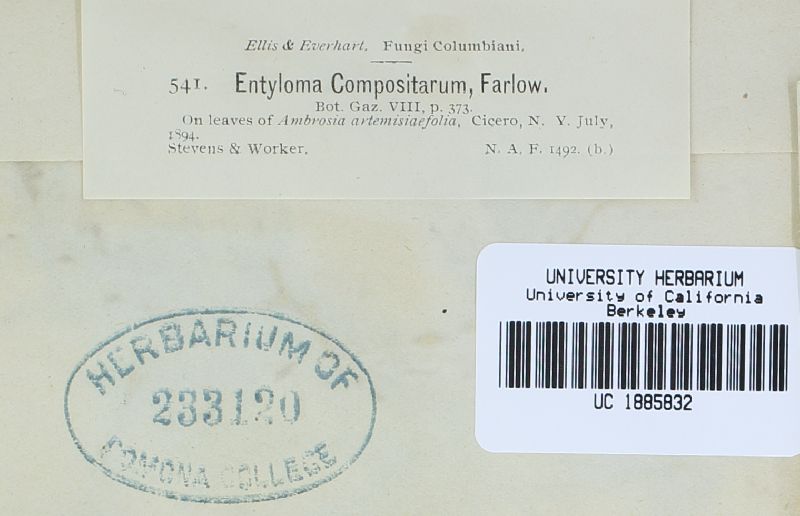 Ellis & Everhart, Fungi Columbiani.
541. Entyloma Compositarum, Farlow.
Bot. Gaz. VIII, p. 373.
On leaves of Ambrosia artemisiaefolia, Cicero, N. Y. July,
1894.
Stevens & Worker. N. A. F. 1492. (b.)
UNIVERSITY HERBARIUM
University of California
Berkeley
UC 1885832
HERBARIUM OF
233120
POMONA COLLEGE